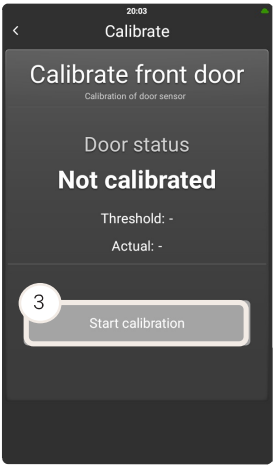 20:03
Calibrate
Calibrate front door
Calibration of door sensor
Door status
Not calibrated
Threshold: -
Actual: -
3
Start calibration